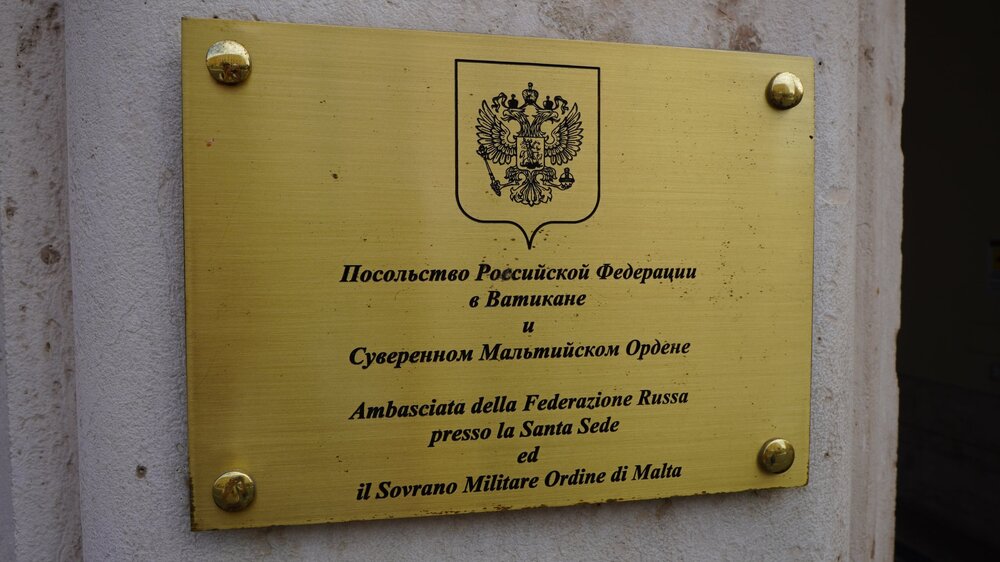 Посольство Российской Федерации
в Ватикане
и
Суверенном Мальтийском Ордене
Ambasciata della Federazione Russa
presso la Santa Sede
ed
il Sovrano Militare Ordine di Malta